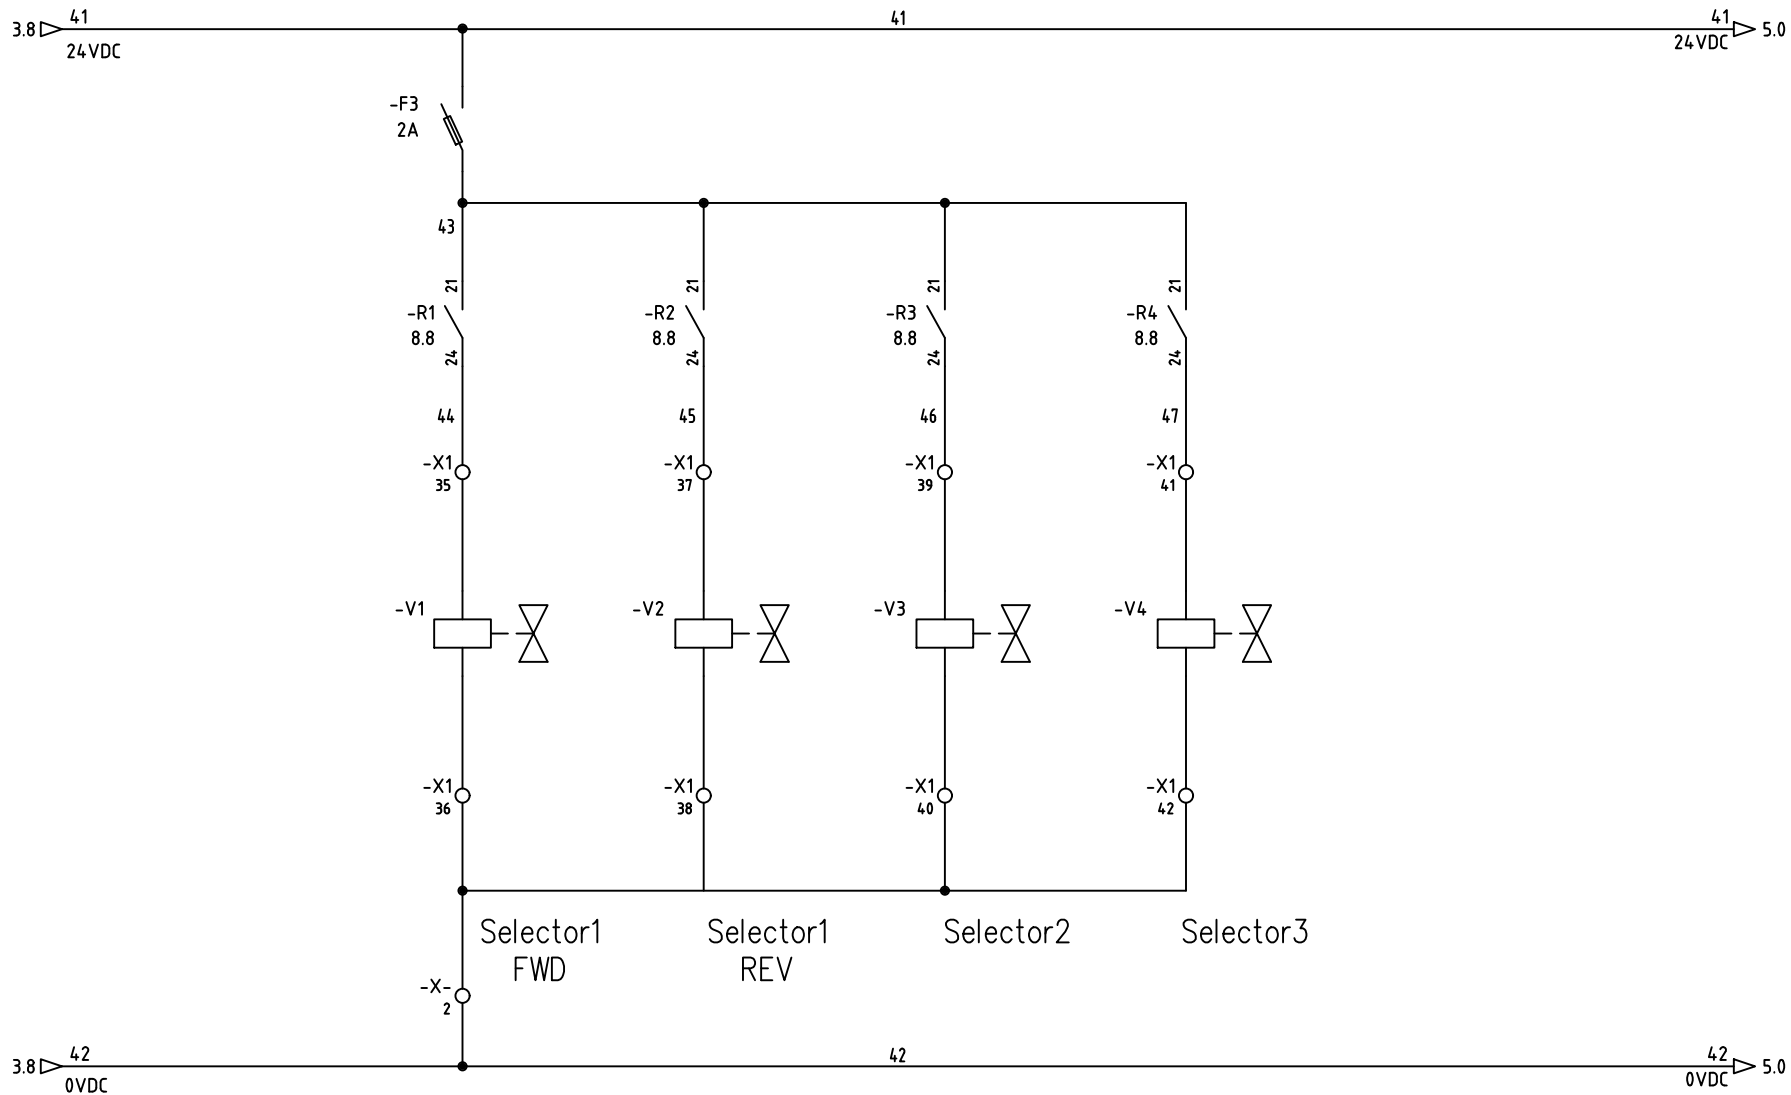 41 41 41
3.8 5.0
24VDC 24VDC
-F3
2A
43
21 21 21 21
-R1 -R2 -R3 -R4
8.8 8.8 8.8 8.8
24 24 24 24
44 45 46 47
-X1 -X1 -X1 -X1
35 37 39 41
-V1 -V2 -V3 -V4
-X1 -X1 -X1 -X1
36 38 40 42
Selector1 Selector1 Selector2 Selector3
FWD REV
-X-
2
42 42 42
3.8 5.0
0VDC 0VDC